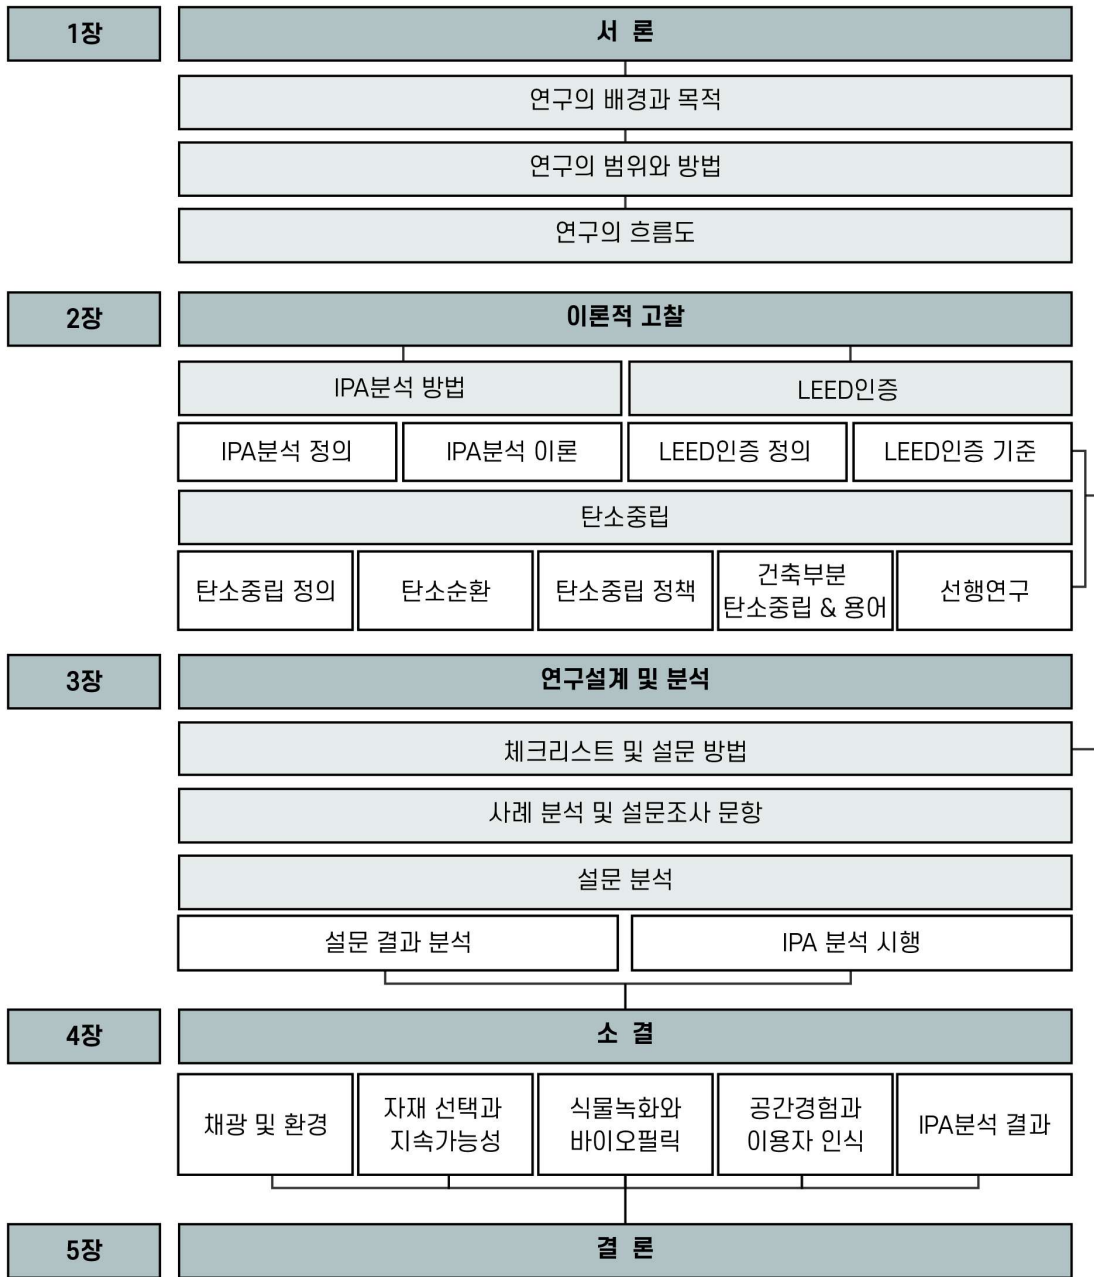 1장
서 론
연구의 배경과 목적
연구의 범위와 방법
연구의 흐름도
2장
이론적 고찰
IPA분석 방법
LEED인증
IPA분석 정의
IPA분석 이론
LEED인증 정의
LEED인증 기준
탄소중립
탄소중립 정의
탄소순환
탄소중립 정책
건축부분
탄소중립 & 용어
선행연구
3장
연구설계 및 분석
체크리스트 및 설문 방법
사례 분석 및 설문조사 문항
설문 분석
설문 결과 분석
IPA 분석 시행
4장
소 결
채광 및 환경
자재 선택과
지속가능성
식물녹화와
바이오필릭
공간경험과
이용자 인식
IPA분석 결과
5장
결 론